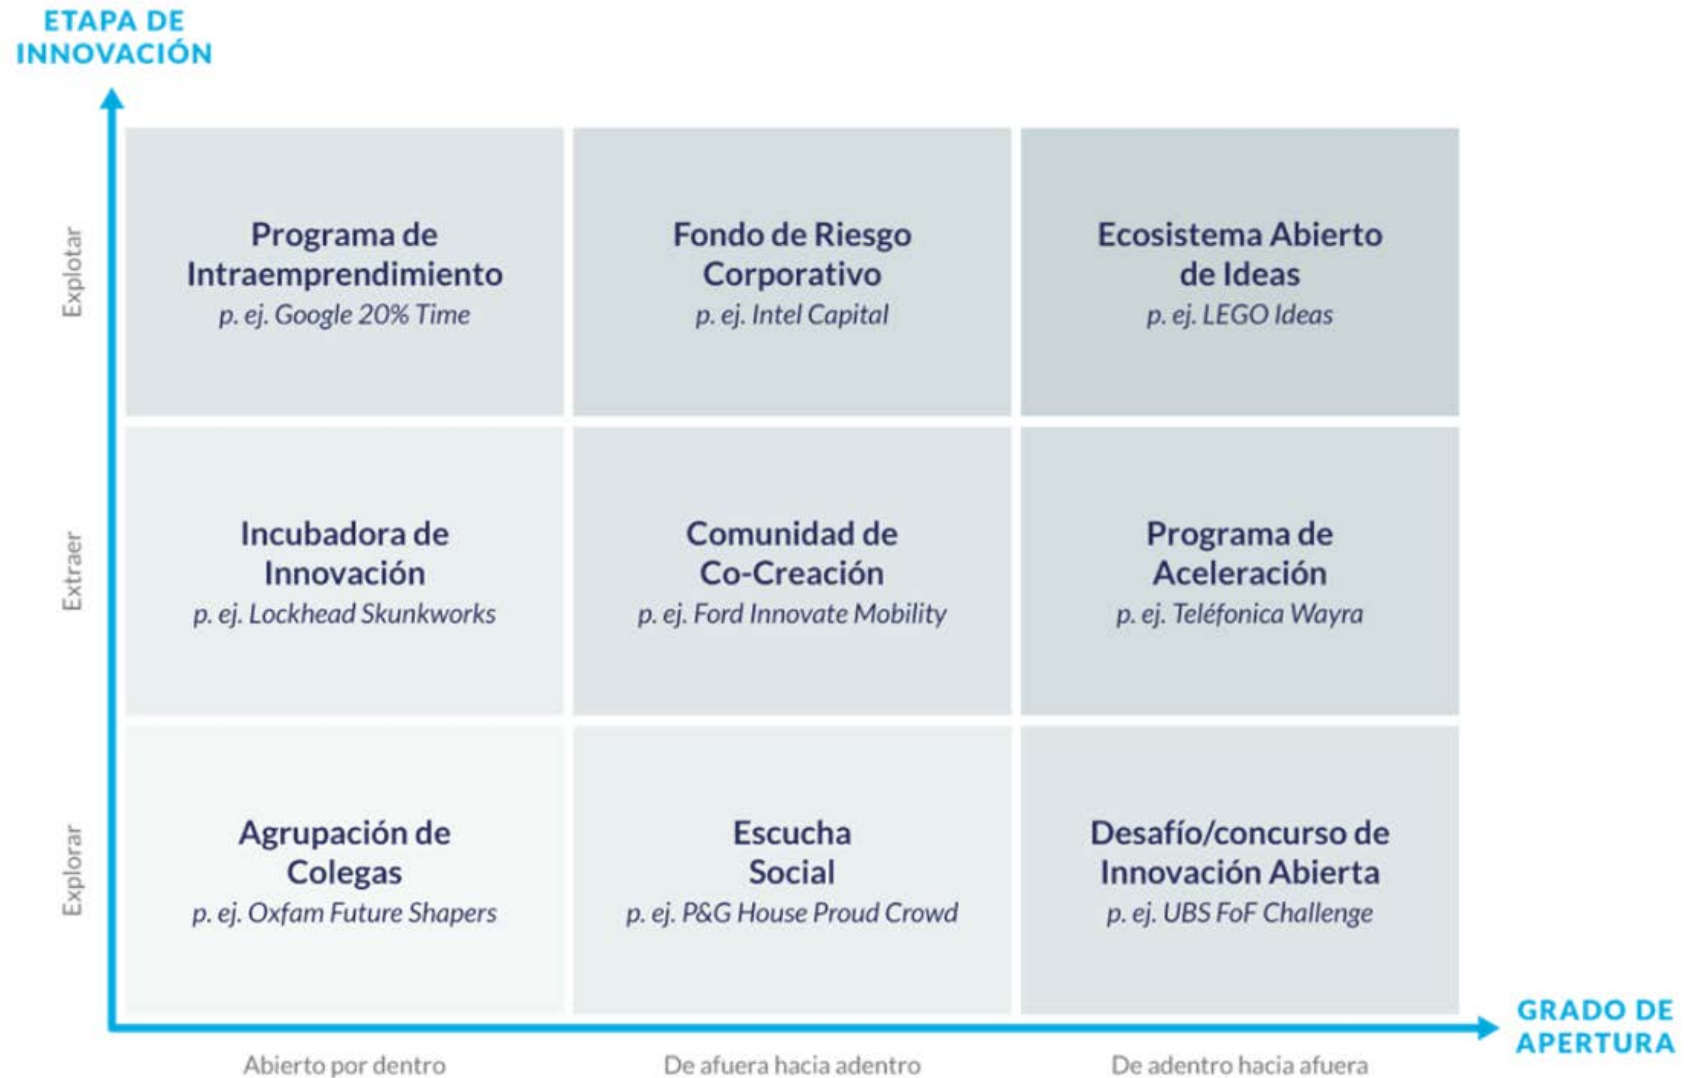 ETAPA DE
INNOVACIÓN
Explotar
Programa de
Intraemprendimiento
p. ej. Google 20% Time
Fondo de Riesgo
Corporativo
p. ej. Intel Capital
Ecosistema Abierto
de Ideas
p. ej. LEGO Ideas
Extraer
Incubadora de
Innovación
p. ej. Lockhead Skunkworks
Comunidad de
Co-Creación
p. ej. Ford Innovate Mobility
Programa de
Aceleración
p. ej. Teléfonica Wayra
Explorar
Agrupación de
Colegas
p. ej. Oxfam Future Shapers
Escucha
Social
p. ej. P&G House Proud Crowd
Desafío/concurso de
Innovación Abierta
p. ej. UBS FoF Challenge
GRADO DE
APERTURA
Abierto por dentro
De afuera hacia adentro
De adentro hacia afuera